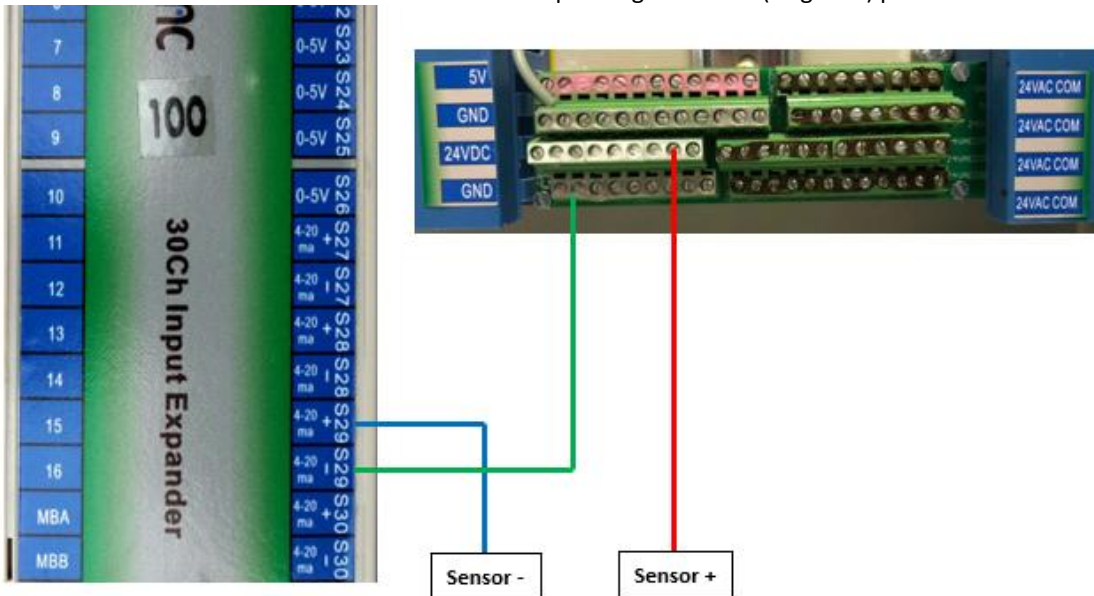 7
8
9
10
11
12
13
14
15
16
MBA
MBB
100
30Ch Input Expander
0-5V S23
0-5V S24
0-5V S25
0-5V S26
4-20 ma + S27
4-20 ma - S27
4-20 ma + S28
4-20 ma - S28
4-20 ma + S29
4-20 ma - S29
4-20 ma + S30
4-20 ma - S30
5V
GND
24VDC
GND
24VAC COM
24VAC COM
24VAC COM
24VAC COM
Sensor -
Sensor +